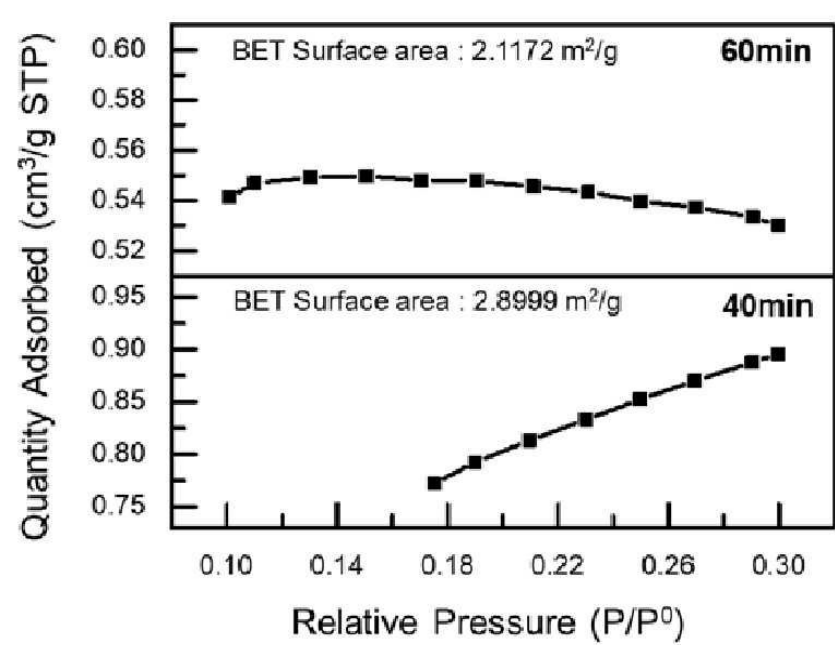 BET Surface area : 2.1172 m²/g 60min
0.60
0.58
0.56
0.54
0.52
BET Surface area : 2.8999 m²/g 40min
0.95
0.90
0.85
0.80
0.75
0.10 0.14 0.18 0.22 0.26 0.30
Relative Pressure (P/P⁰)
Quantity Adsorbed (cm³/g STP)